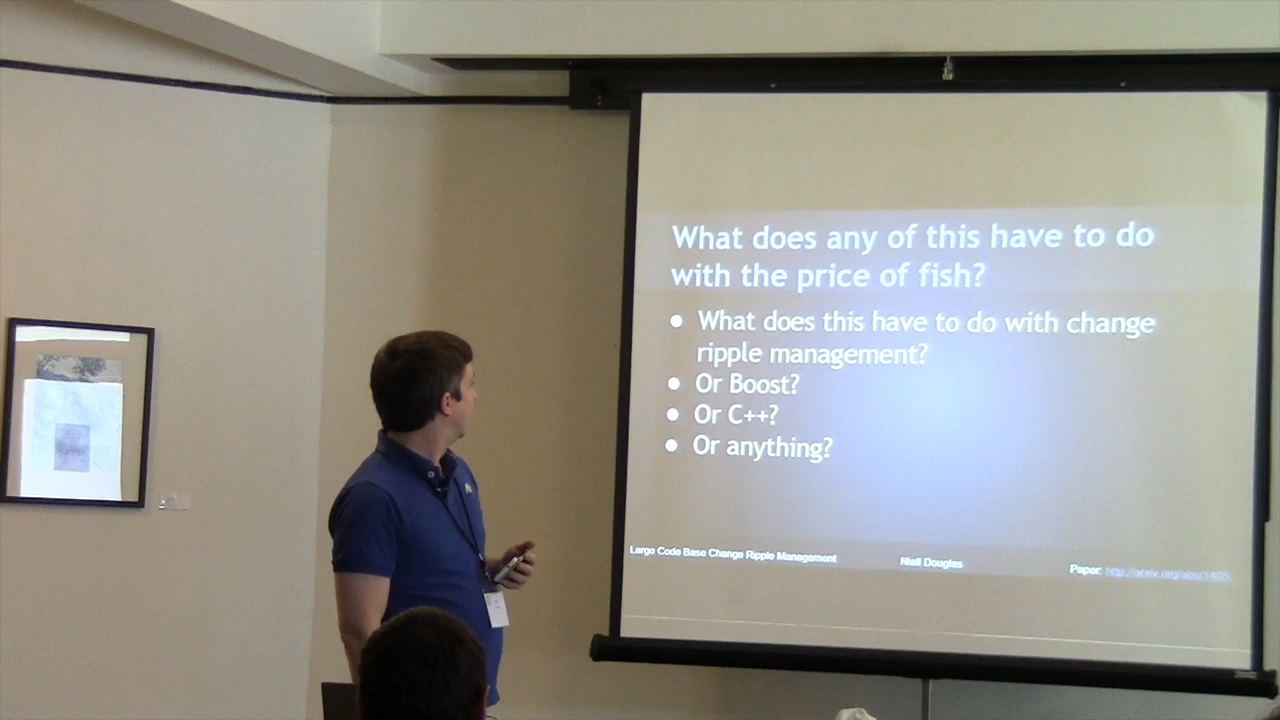 What does any of this have to do
with the price of fish?
● What does this have to do with change
ripple management?
● Or Boost?
● Or C++?
● Or anything?
Large Code Base Change Ripple Management
Niall Douglas
Paper: